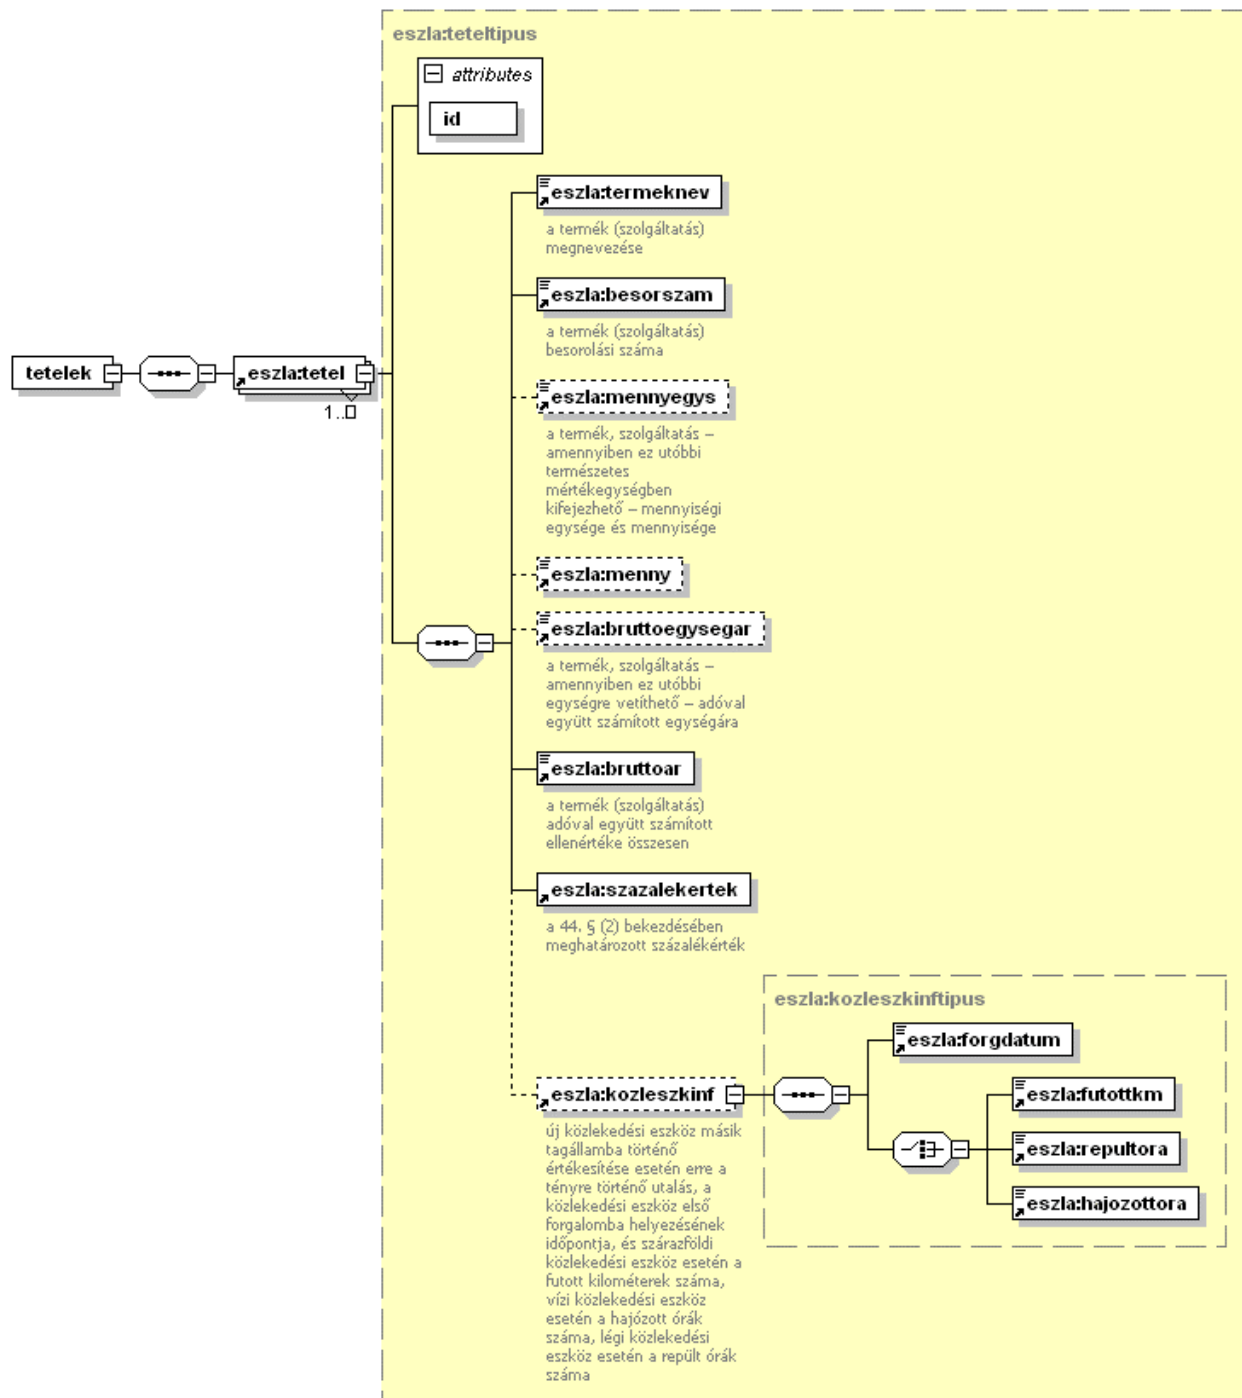 eszla:teteltipus
attributes
id
eszla:termeknev
a termék (szolgáltatás)
megnevezése
eszla:besorszam
a termék (szolgáltatás)
besorolási száma
tetelek
eszla:tetel
1..
eszla:mennyegys
a termék, szolgáltatás –
amennyiben ez utóbbi
természetes
mértékegységben
kifejezhető – mennyiségi
egysége és mennyisége
eszla:menny
eszla:bruttoegysegar
a termék, szolgáltatás –
amennyiben ez utóbbi
egységre vetíthető – adóval
együtt számított egységára
eszla:bruttoar
a termék (szolgáltatás)
adóval együtt számított
ellenértéke összesen
eszla:szazalekertek
a 44. § (2) bekezdésében
meghatározott százalékérték
eszla:kozleszkinftipus
eszla:forgdatum
eszla:kozleszkinf
eszla:futottkm
eszla:repultora
eszla:hajozottora
új közlekedési eszköz másik
tagállamba történő
értékesítése esetén erre a
tényre történő utalás, a
közlekedési eszköz első
forgalomba helyezésének
időpontja, és szárazföldi
közlekedési eszköz esetén a
futott kilométerek száma,
vízi közlekedési eszköz
esetén a hajózott órák
száma, légi közlekedési
eszköz esetén a repült órák
száma